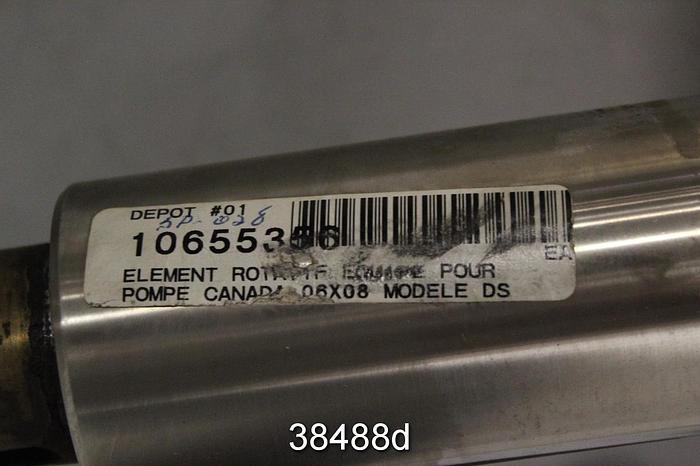 DEPOT #01
10655356
EA
ELEMENT POUR
POMPE CANADA 06X08 MODELE DS
38488d